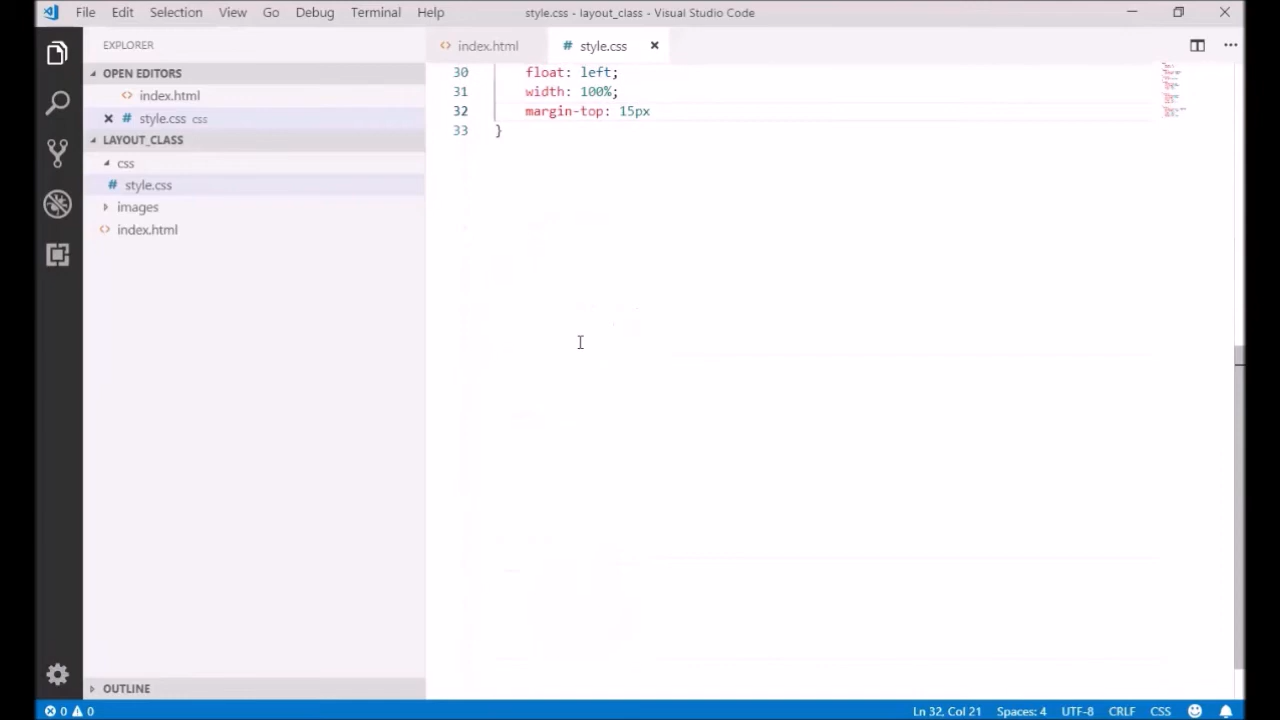 File Edit Selection View Go Debug Terminal Help style.css - layout_class - Visual Studio Code
EXPLORER
OPEN EDITORS
index.html
style.css css
LAYOUT_CLASS
css
style.css
images
index.html
OUTLINE
index.html # style.css
30 float: left;
31 width: 100%;
32 margin-top: 15px
33 }
0 0 Ln 32, Col 21 Spaces: 4 UTF-8 CRLF CSS